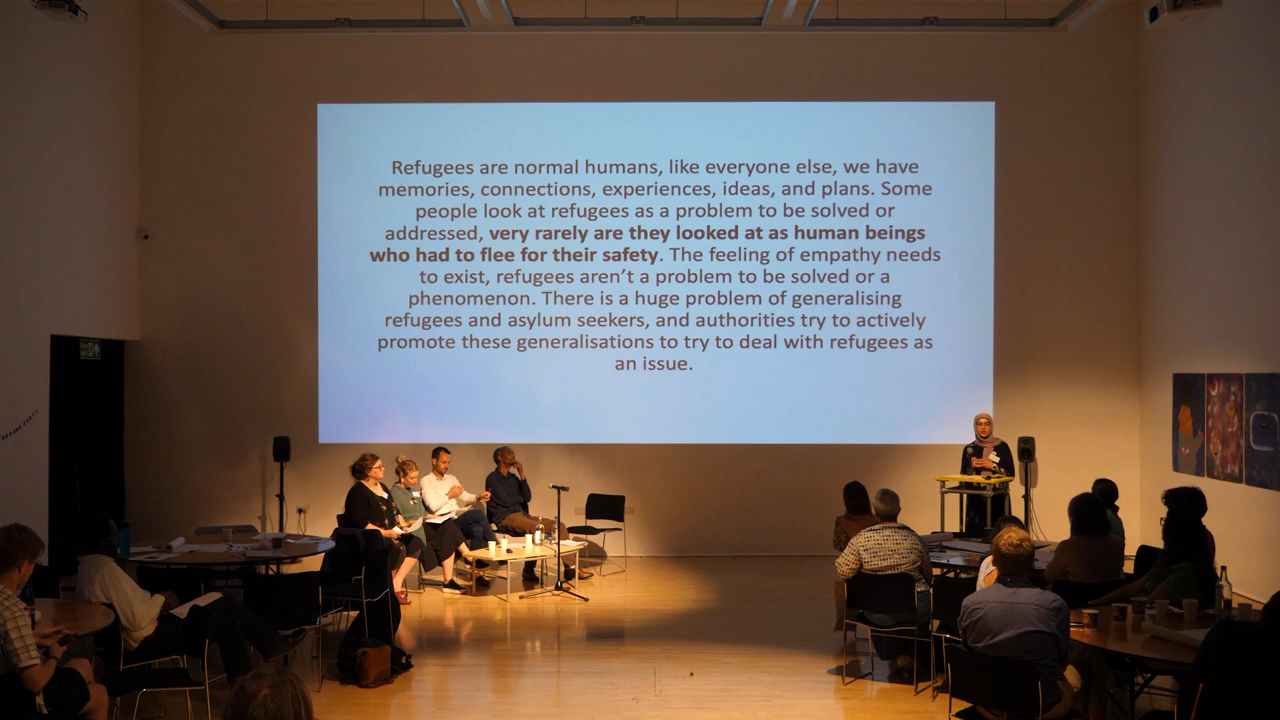 Refugees are normal humans, like everyone else, we have
memories, connections, experiences, ideas, and plans. Some
people look at refugees as a problem to be solved or
addressed, very rarely are they looked at as human beings
who had to flee for their safety. The feeling of empathy needs
to exist, refugees aren’t a problem to be solved or a
phenomenon. There is a huge problem of generalising
refugees and asylum seekers, and authorities try to actively
promote these generalisations to try to deal with refugees as
an issue.